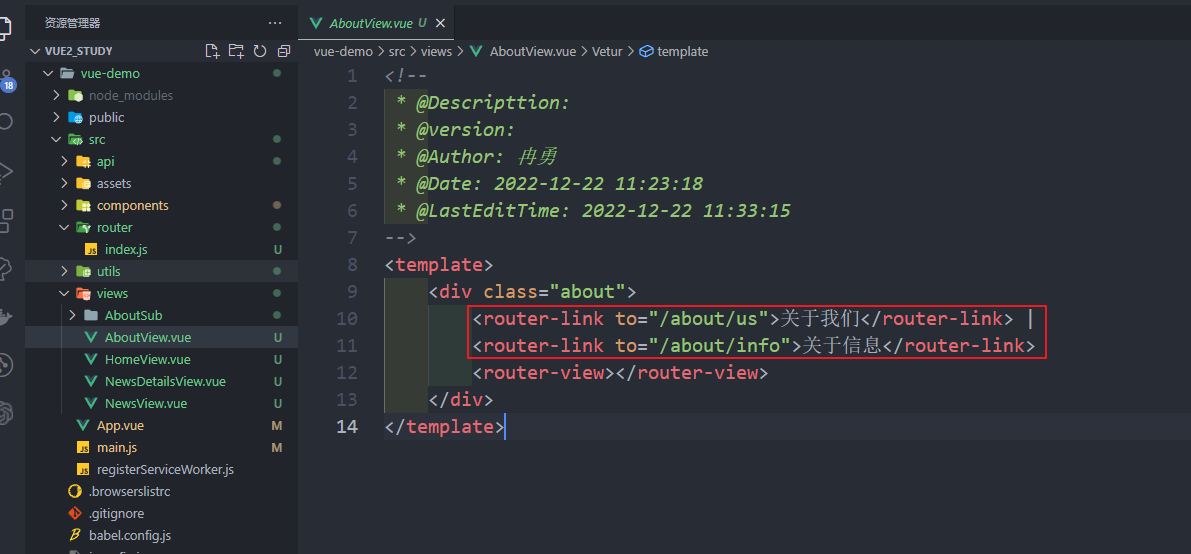 资源管理器
···
VUE2_STUDY
vue-demo
node_modules
public
src
api
assets
components
router
index.js U
utils
views
AboutSub
AboutView.vue U
HomeView.vue U
NewsDetailsView.vue U
NewsView.vue U
App.vue M
main.js M
registerServiceWorker.js
.browserslistrc
.gitignore
babel.config.js
18
AboutView.vue U ×
vue-demo > src > views > AboutView.vue > Vetur > template
1 <!--
2 * @Descripttion:
3 * @version:
4 * @Author: 冉勇
5 * @Date: 2022-12-22 11:23:18
6 * @LastEditTime: 2022-12-22 11:33:15
7 -->
8 <template>
9 <div class="about">
10 <router-link to="/about/us">关于我们</router-link> |
11 <router-link to="/about/info">关于信息</router-link>
12 <router-view></router-view>
13 </div>
14 </template>